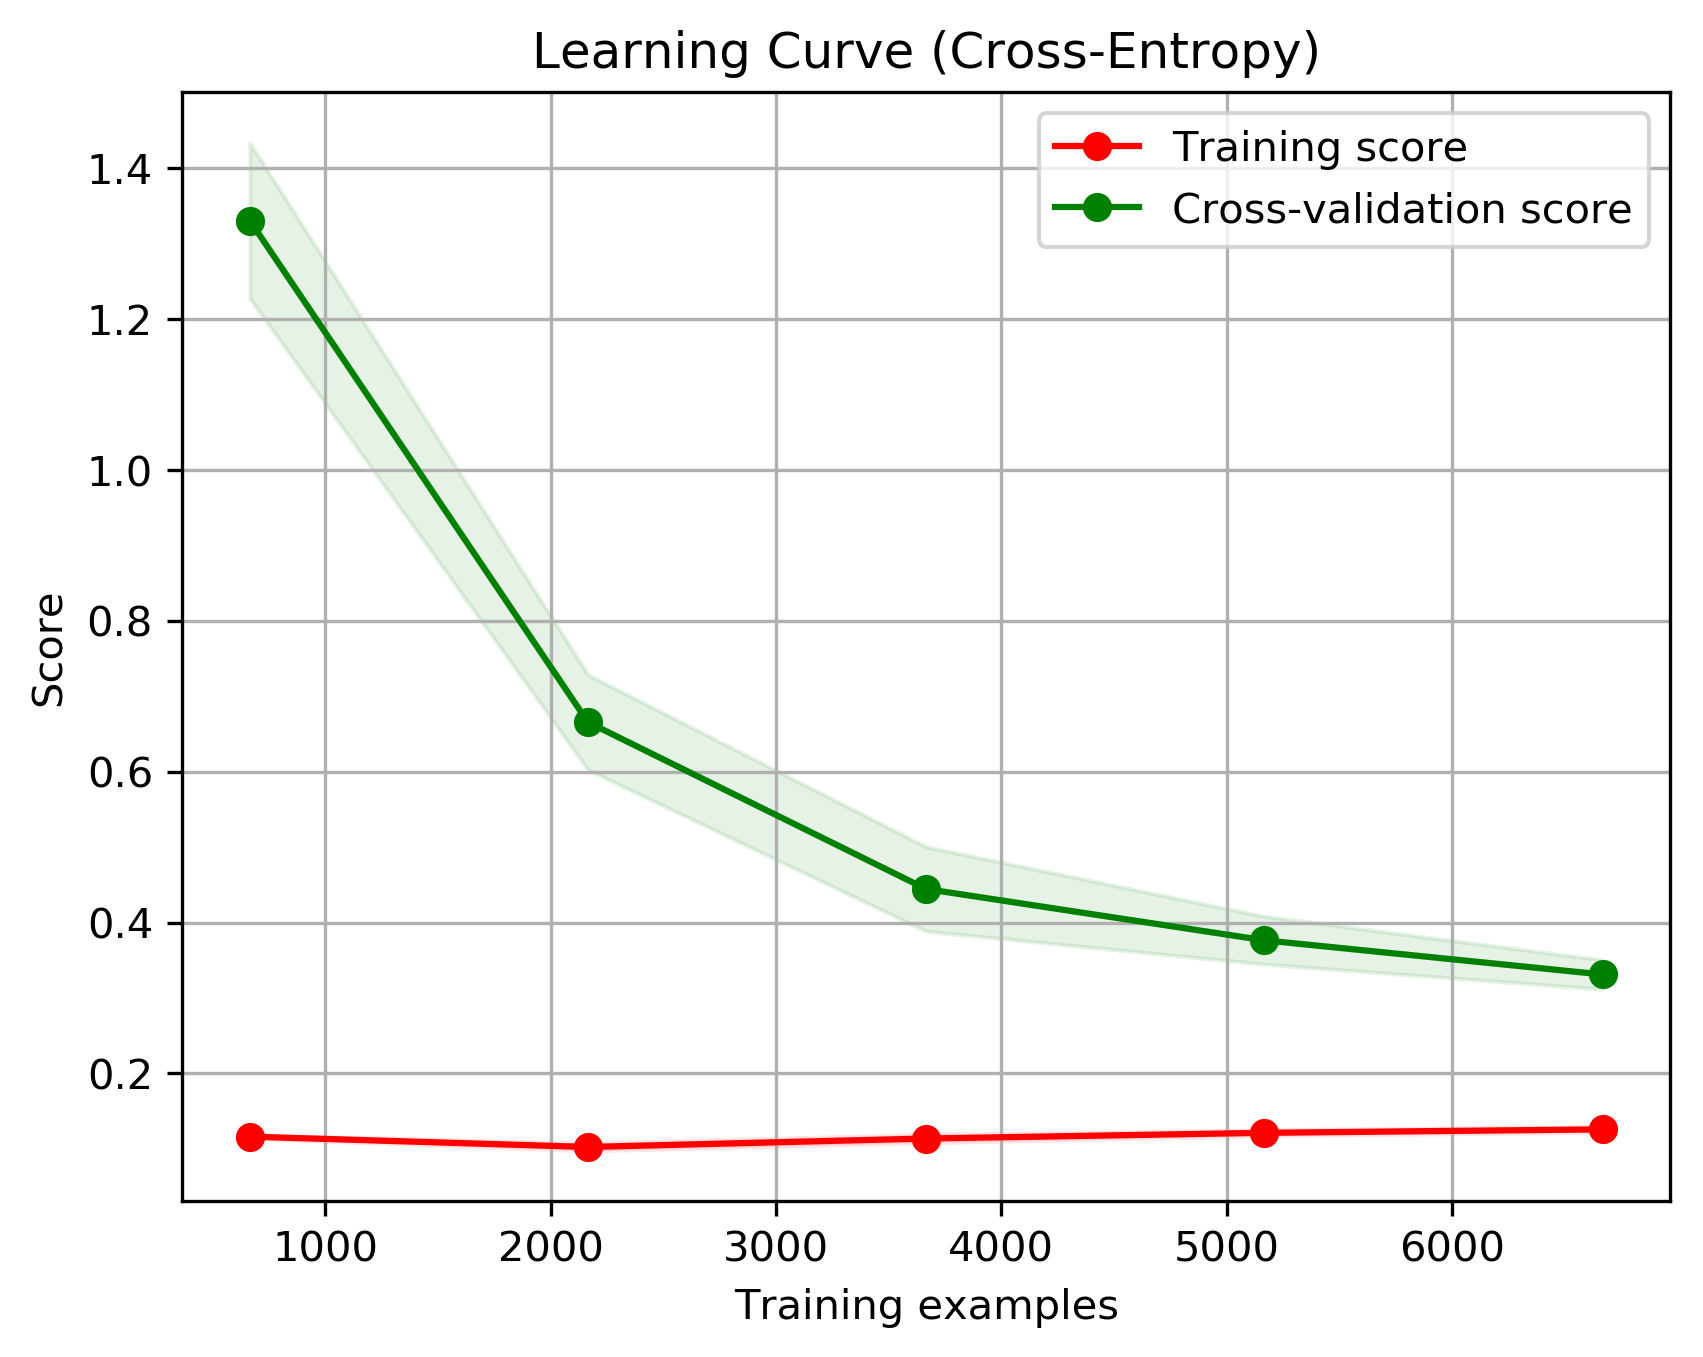 Learning Curve (Cross-Entropy)
Training score
Cross-validation score
1.4
1.2
1.0
0.8
0.6
0.4
0.2
Score
1000 2000 3000 4000 5000 6000
Training examples